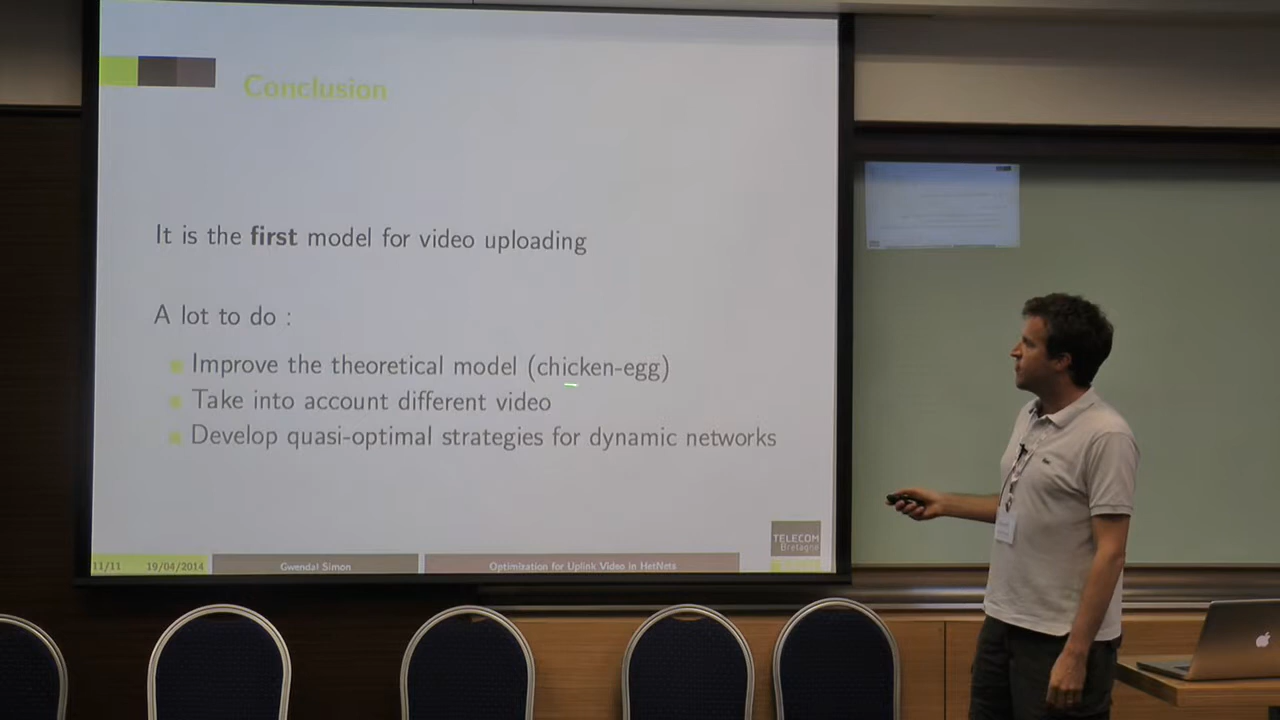 Conclusion
It is the first model for video uploading
A lot to do :
Improve the theoretical model (chicken-egg)
Take into account different video
Develop quasi-optimal strategies for dynamic networks
TELECOM
Bretagne
11/11 19/04/2014 Gwendal Simon Optimization for Uplink Video in HetNets